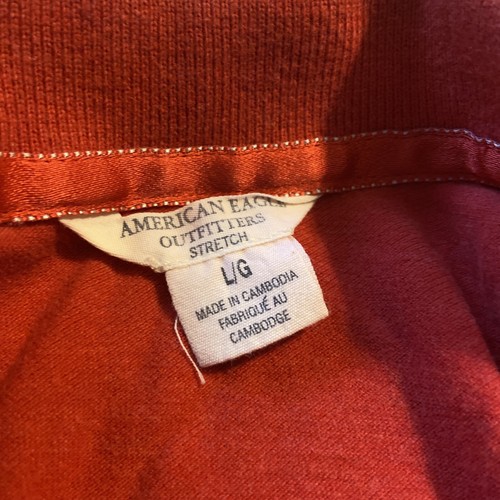 AMERICAN EAGLE
OUTFITTERS
STRETCH
L/G
MADE IN CAMBODIA
FABRIQUÉ AU
CAMBODGE